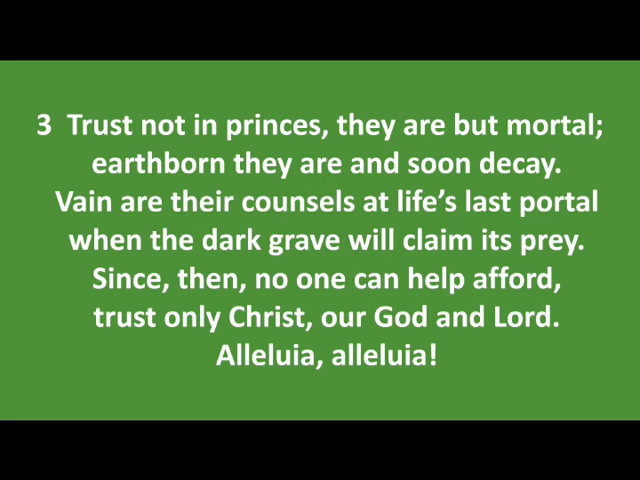 3 Trust not in princes, they are but mortal;
earthborn they are and soon decay.
Vain are their counsels at life’s last portal
when the dark grave will claim its prey.
Since, then, no one can help afford,
trust only Christ, our God and Lord.
Alleluia, alleluia!